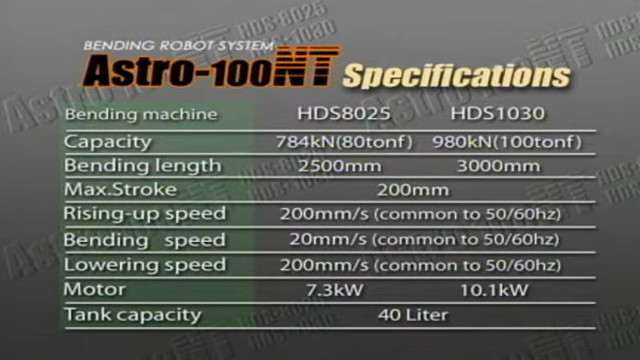 BENDING ROBOT SYSTEM
Astro-100NT Specifications
Bending machine HDS8025 HDS1030
Capacity 784kN(80tonf) 980kN(100tonf)
Bending length 2500mm 3000mm
Max.Stroke 200mm
Rising-up speed 200mm/s (common to 50/60hz)
Bending speed 20mm/s (common to 50/60hz)
Lowering speed 200mm/s (common to 50/60hz)
Motor 7.3kW 10.1kW
Tank capacity 40 Liter